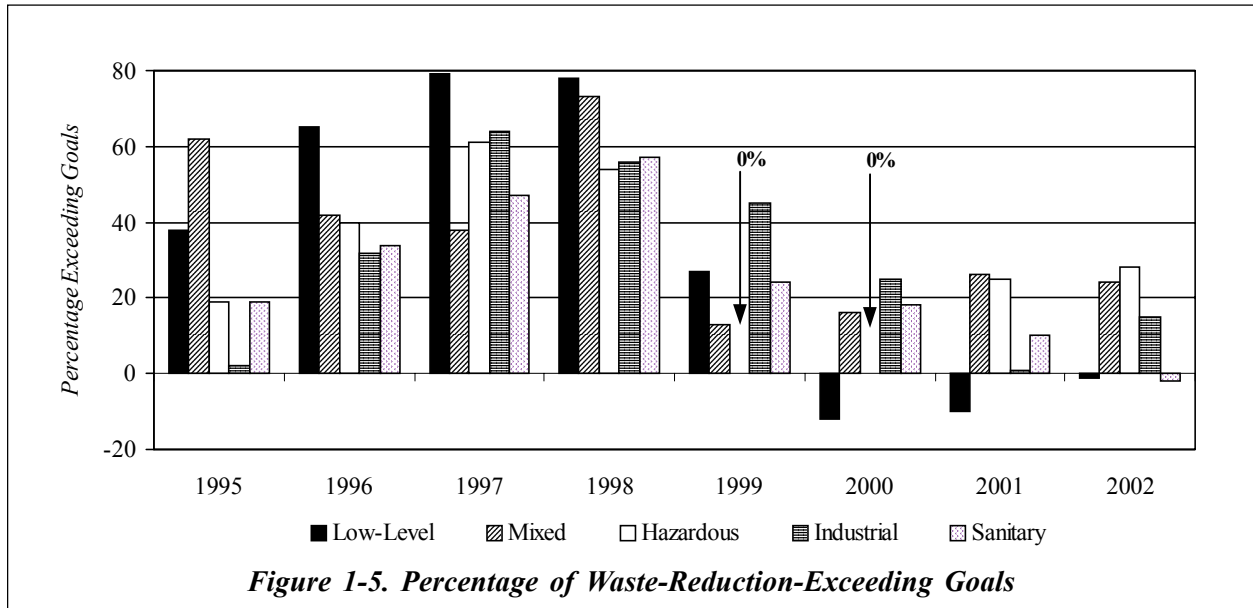 80
60
40
20
0
-20
Percentage Exceeding Goals
0%
0%
1995 1996 1997 1998 1999 2000 2001 2002
Low-Level Mixed Hazardous Industrial Sanitary
Figure 1-5. Percentage of Waste-Reduction-Exceeding Goals